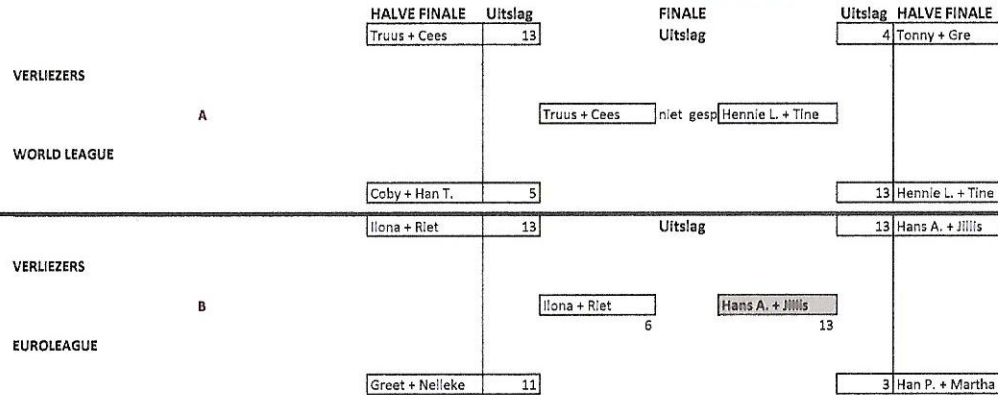 HALVE FINALE Uitslag FINALE Uitslag HALVE FINALE
Truus + Cees 13 Uitslag 4 Tonny + Gre
VERLIEZERS
A Truus + Cees niet gesp Hennie L. + Tine
WORLD LEAGUE
Coby + Han T. 5 13 Hennie L. + Tine
Ilona + Riet 13 Uitslag 13 Hans A. + Jillis
VERLIEZERS
B Ilona + Riet Hans A. + Jillis
6 13
EUROLEAGUE
Greet + Nelleke 11 3 Han P. + Martha